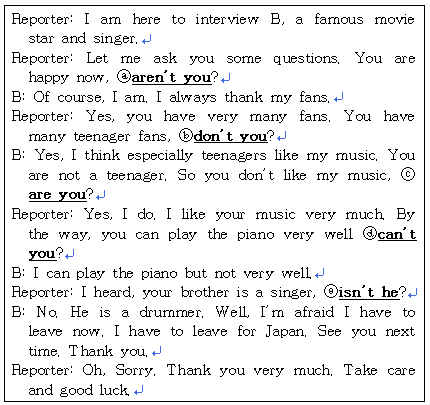 Reporter: I am here to interview B, a famous movie
star and singer.↵
Reporter: Let me ask you some questions. You are
happy now, ⓐaren't you?↵
B: Of course, I am. I always thank my fans.↵
Reporter: Yes, you have very many fans. You have
many teenager fans, ⓑdon't you?↵
B: Yes, I think especially teenagers like my music. You
are not a teenager. So you don't like my music, ⓒ
are you?↵
Reporter: Yes, I do. I like your music very much. By
the way, you can play the piano very well ⓓcan't
you?↵
B: I can play the piano but not very well.↵
Reporter: I heard, your brother is a singer, ⓔisn't he?↵
B: No. He is a drummer. Well, I'm afraid I have to
leave now. I have to leave for Japan. See you next
time. Thank you.↵
Reporter: Oh, Sorry. Thank you very much. Take care
and good luck.↵